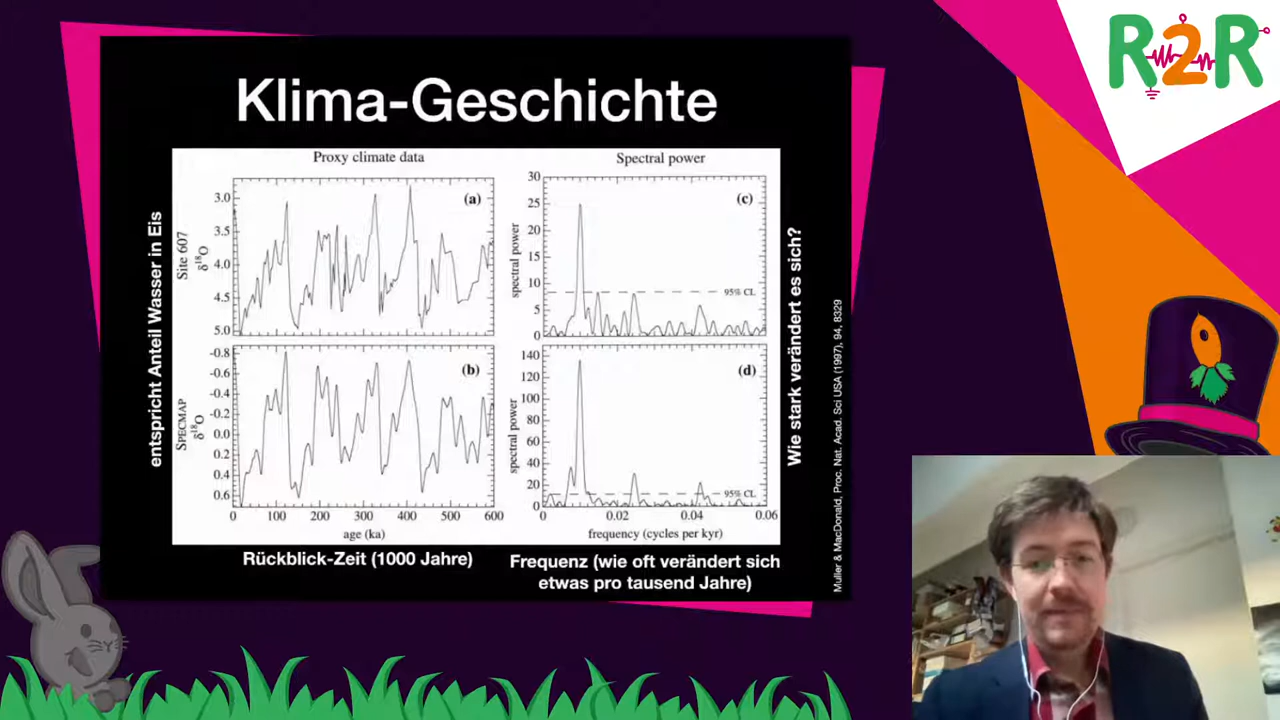 R2R
Klima-Geschichte
Proxy climate data
Spectral power
entspricht Anteil Wasser in Eis
Site 607
δ¹⁸O
3.0
3.5
4.0
4.5
5.0
(a)
spectral power
30
25
20
15
10
5
0
(c)
95% CL
SPECMAP
δ¹⁸O
-0.8
-0.6
-0.4
-0.2
0.0
0.2
0.4
0.6
(b)
0 100 200 300 400 500 600
age (ka)
spectral power
140
120
100
80
60
40
20
0
(d)
95% CL
0 0.02 0.04 0.06
frequency (cycles per kyr)
Wie stark verändert es sich?
Muller & MacDonald, Proc. Nat. Acad. Sci USA (1997), 94, 8329
Rückblick-Zeit (1000 Jahre)
Frequenz (wie oft verändert sich
etwas pro tausend Jahre)